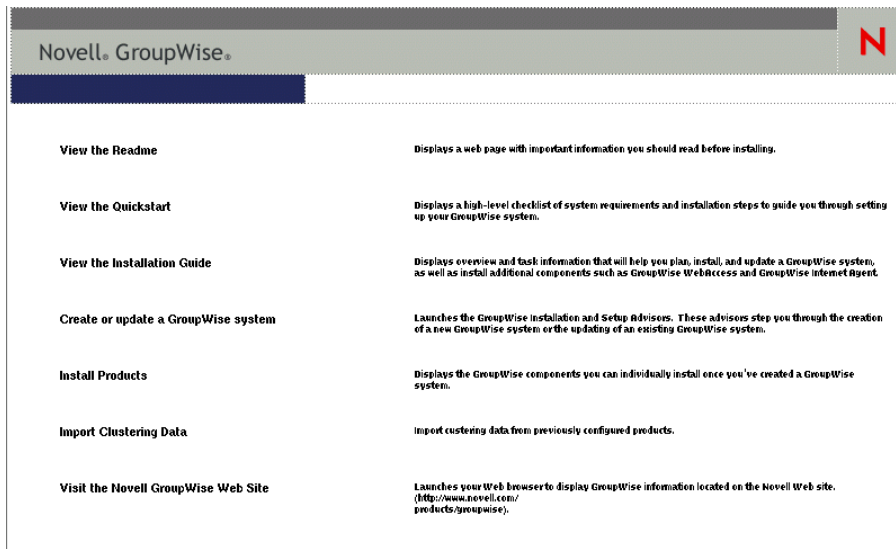 Novell® GroupWise®
N
View the Readme
Displays a web page with important information you should read before installing.
View the Quickstart
Displays a high-level checklist of system requirements and installation steps to guide you through setting
up your GroupWise system.
View the Installation Guide
Displays overview and task information that will help you plan, install, and update a GroupWise system,
as well as install additional components such as GroupWise WebAccess and GroupWise Internet Agent.
Create or update a GroupWise system
Launches the GroupWise Installation and Setup Advisors. These advisors step you through the creation
of a new GroupWise system or the updating of an existing GroupWise system.
Install Products
Displays the GroupWise components you can individually install once you've created a GroupWise
system.
Import Clustering Data
Import custering data from previously configured products.
Visit the Novell GroupWise Web Site
Launches your Web browser to display GroupWise information located on the Novell Web site.
(http://www.novell.com/
products/groupwise).